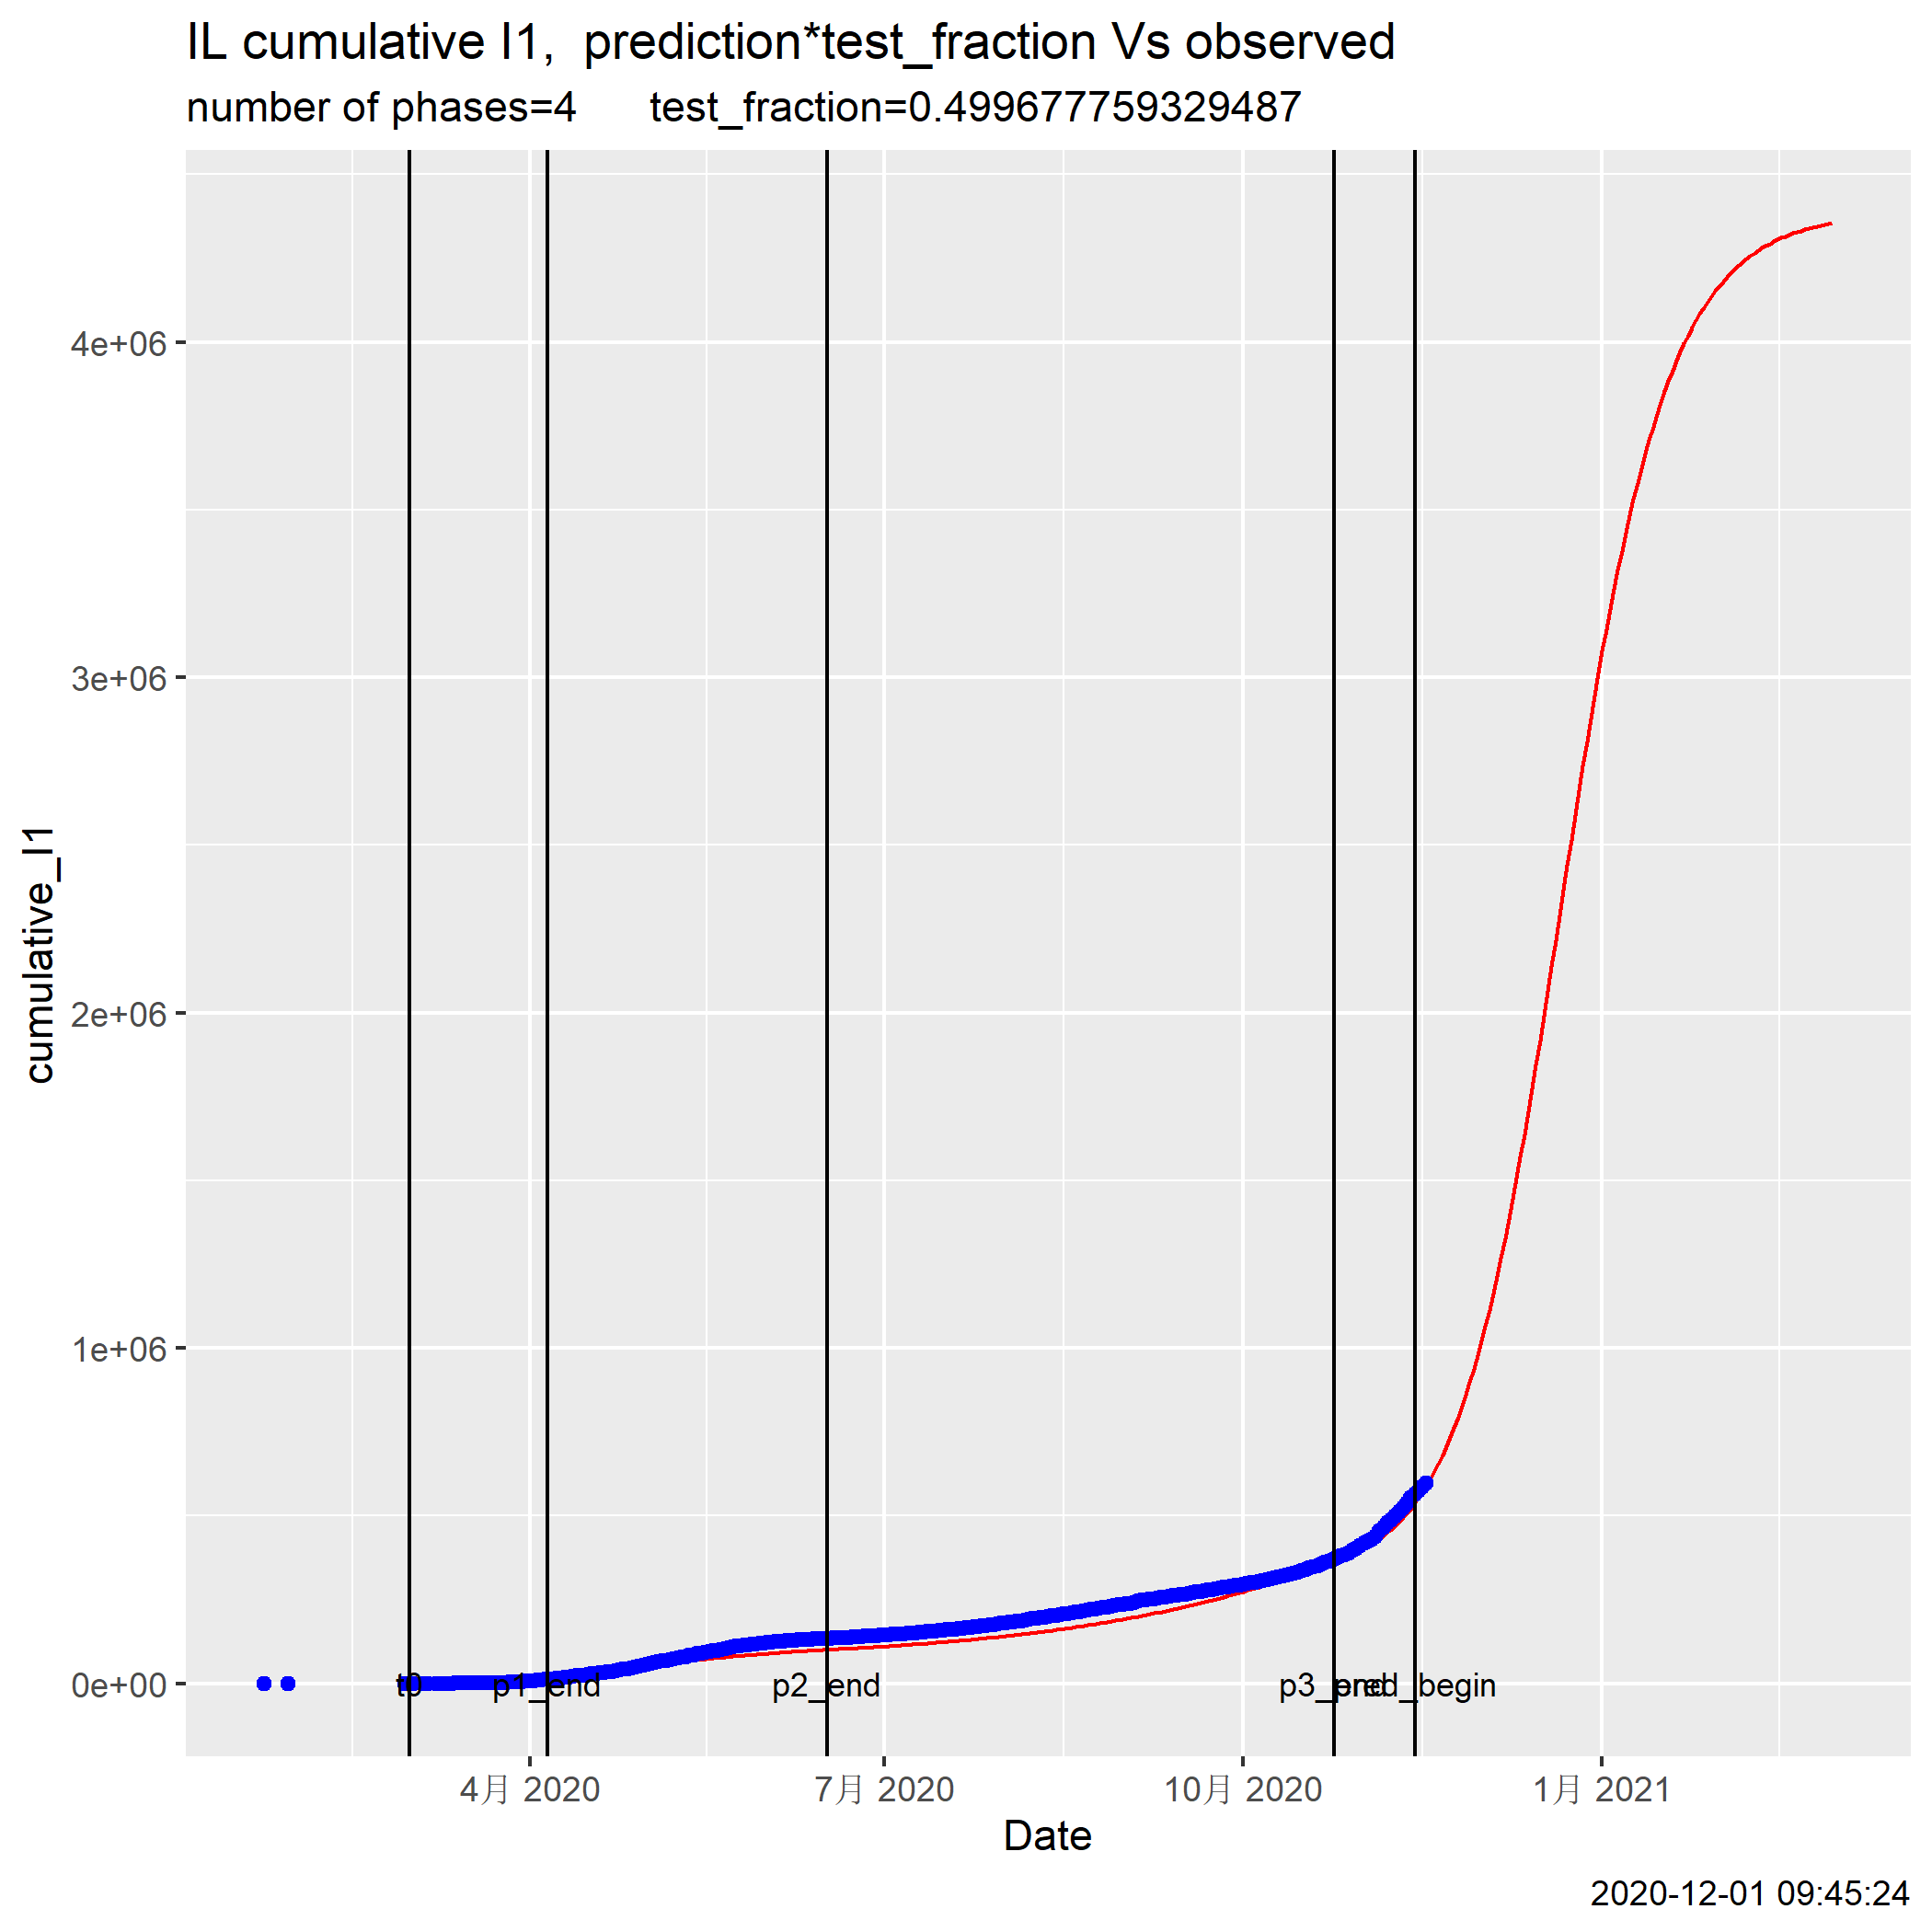 IL cumulative I1,  prediction*test_fraction Vs observed
number of phases=4      test_fraction=0.499677759329487
cumulative_I1
4e+06
3e+06
2e+06
1e+06
0e+00
t0
p1_end
p2_end
p3_end
pred_begin
4月 2020
7月 2020
10月 2020
1月 2021
Date
2020-12-01 09:45:24